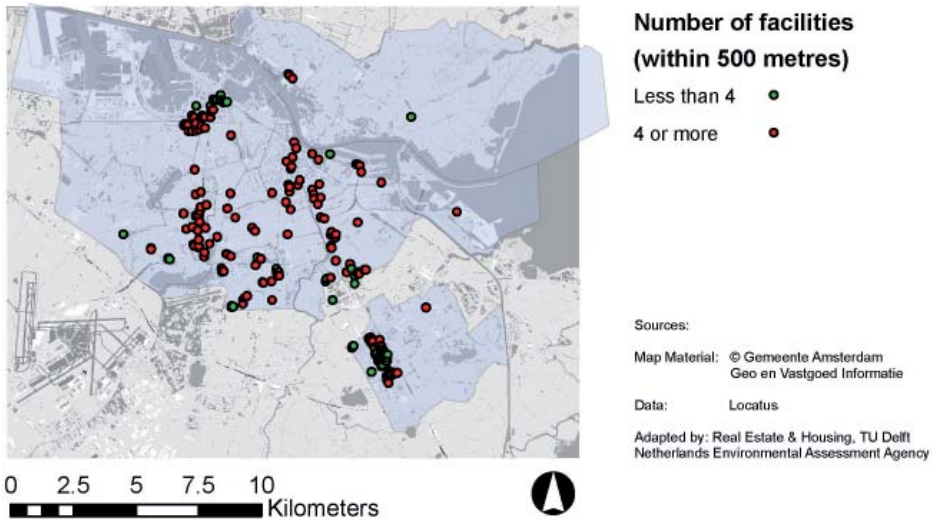 Number of facilities
(within 500 metres)
Less than 4
4 or more
Sources:
Map Material: © Gemeente Amsterdam
Geo en Vastgoed Informatie
Data: Locatus
Adapted by: Real Estate & Housing, TU Delft
Netherlands Environmental Assessment Agency
0 2.5 5 7.5 10
Kilometers